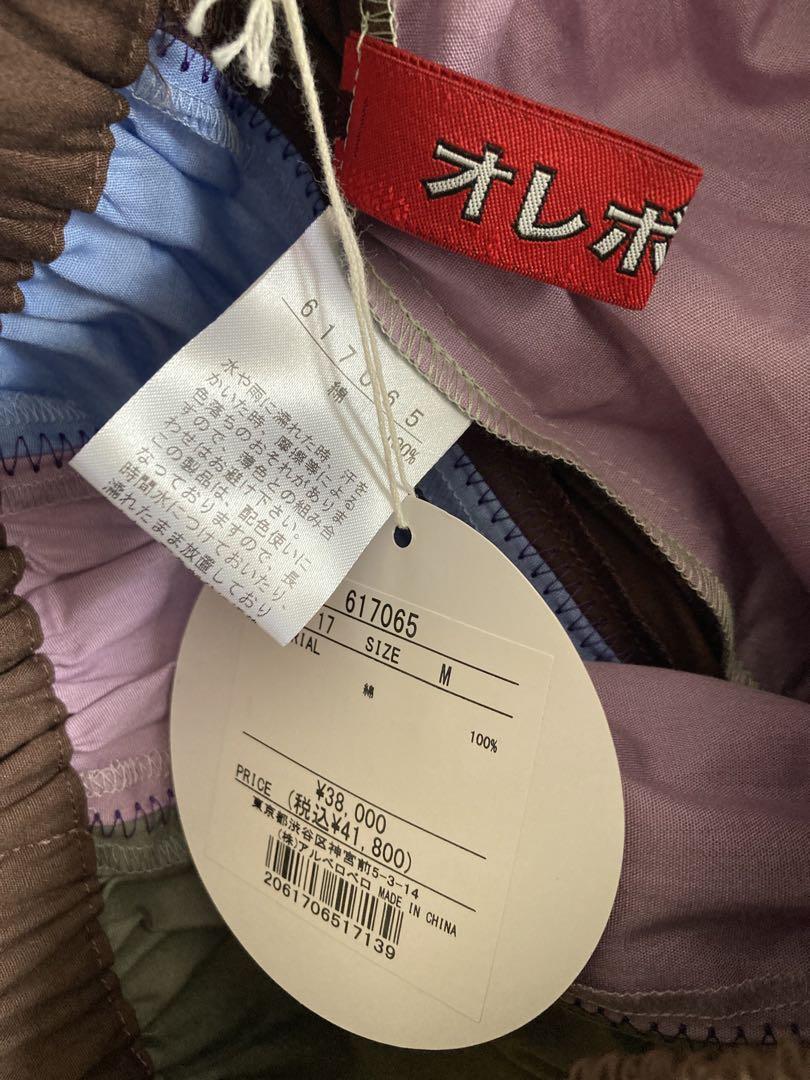 オレボ
617065
綿 100%
水や雨に濡れた時、汗を
かいた時、摩擦等による
色落ちのおそれがありま
すので、濃色との組み合
わせはお避け下さい。
この製品は、配色使いに
なっておりますので、長
時間水につけておいたり、
濡れたまま放置しており
617065
17 SIZE M
RIAL
綿
100%
PRICE ¥38,000
(税込¥41,800)
東京都渋谷区神宮前5-3-14
(株)アルベロベロ MADE IN CHINA
2061706517139